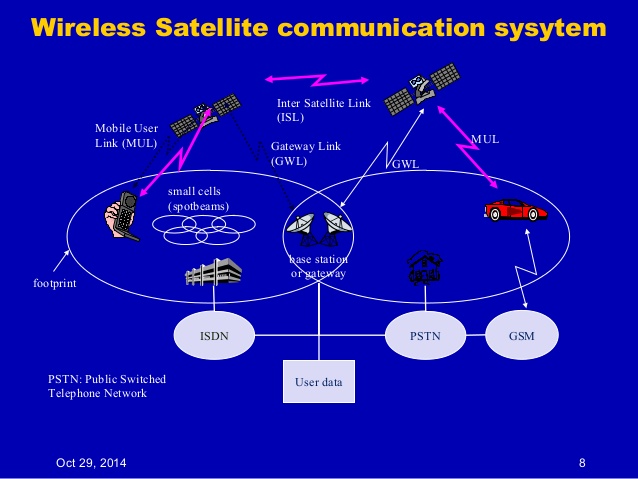 Wireless Satellite communication sysytem
Inter Satellite Link
(ISL)
Mobile User
Link (MUL)
MUL
Gateway Link
(GWL)
GWL
small cells
(spotbeams)
base station
or gateway
footprint
ISDN
PSTN
GSM
User data
PSTN: Public Switched
Telephone Network
Oct 29, 2014
8